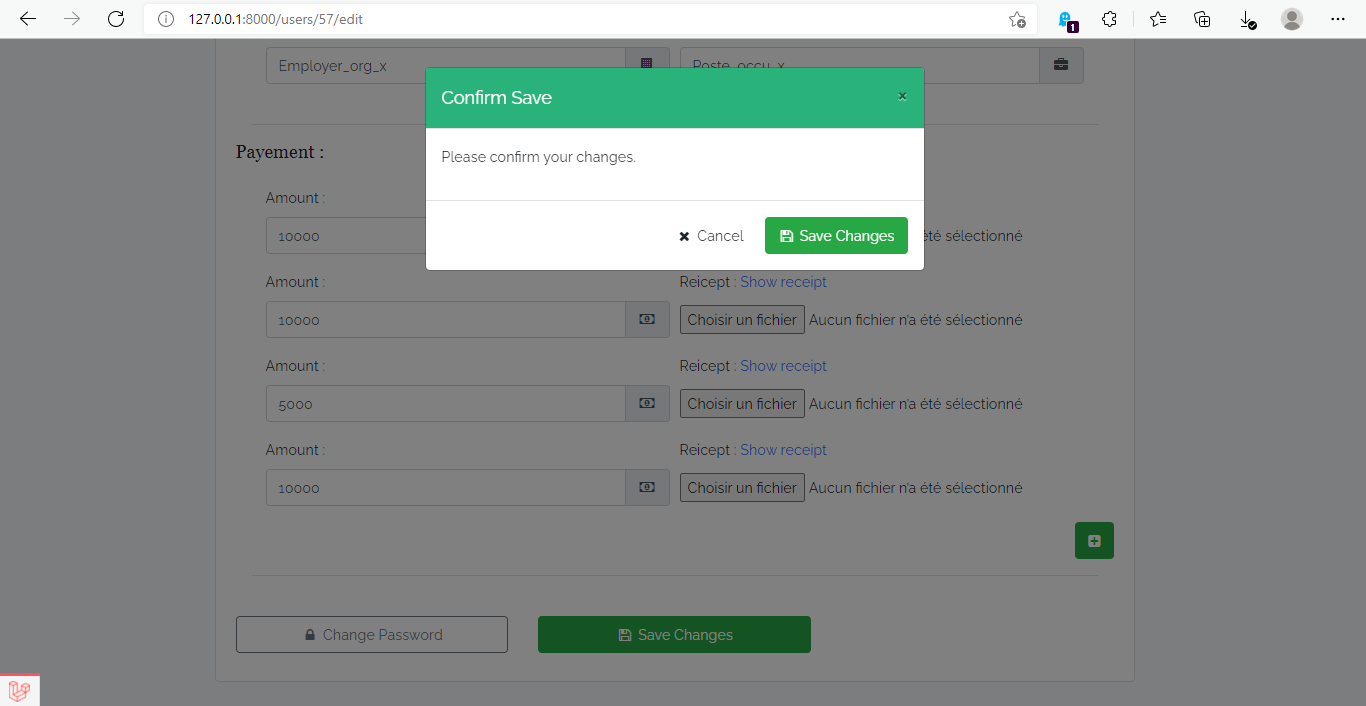 127.0.0.1:8000/users/57/edit
1
Employer_org_x
Poste_occu_x
Confirm Save
×
Please confirm your changes.
Cancel
Save Changes
Payement :
Amount :
10000
été sélectionné
Amount :
Reicept : Show receipt
10000
Choisir un fichier Aucun fichier n'a été sélectionné
Amount :
Reicept : Show receipt
5000
Choisir un fichier Aucun fichier n'a été sélectionné
Amount :
Reicept : Show receipt
10000
Choisir un fichier Aucun fichier n'a été sélectionné
Change Password
Save Changes